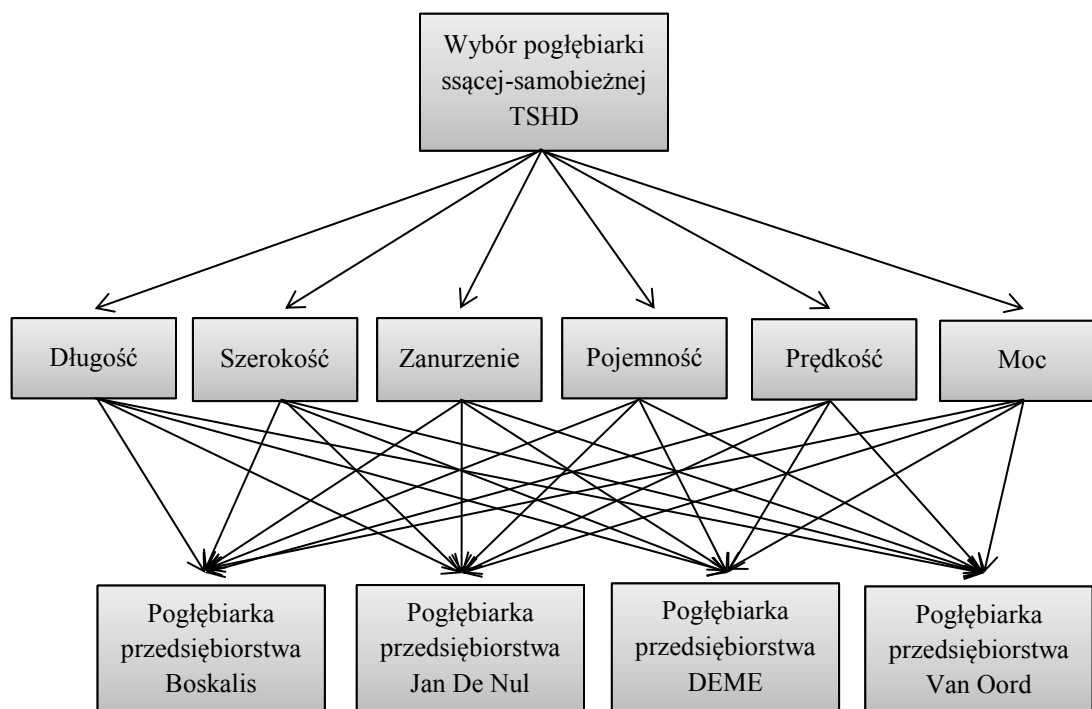 Wybór pogłębiarki
ssącej-samobieżnej
TSHD
Długość
Szerokość
Zanurzenie
Pojemność
Prędkość
Moc
Pogłębiarka
przedsiębiorstwa
Boskalis
Pogłębiarka
przedsiębiorstwa
Jan De Nul
Pogłębiarka
przedsiębiorstwa
DEME
Pogłębiarka
przedsiębiorstwa
Van Oord